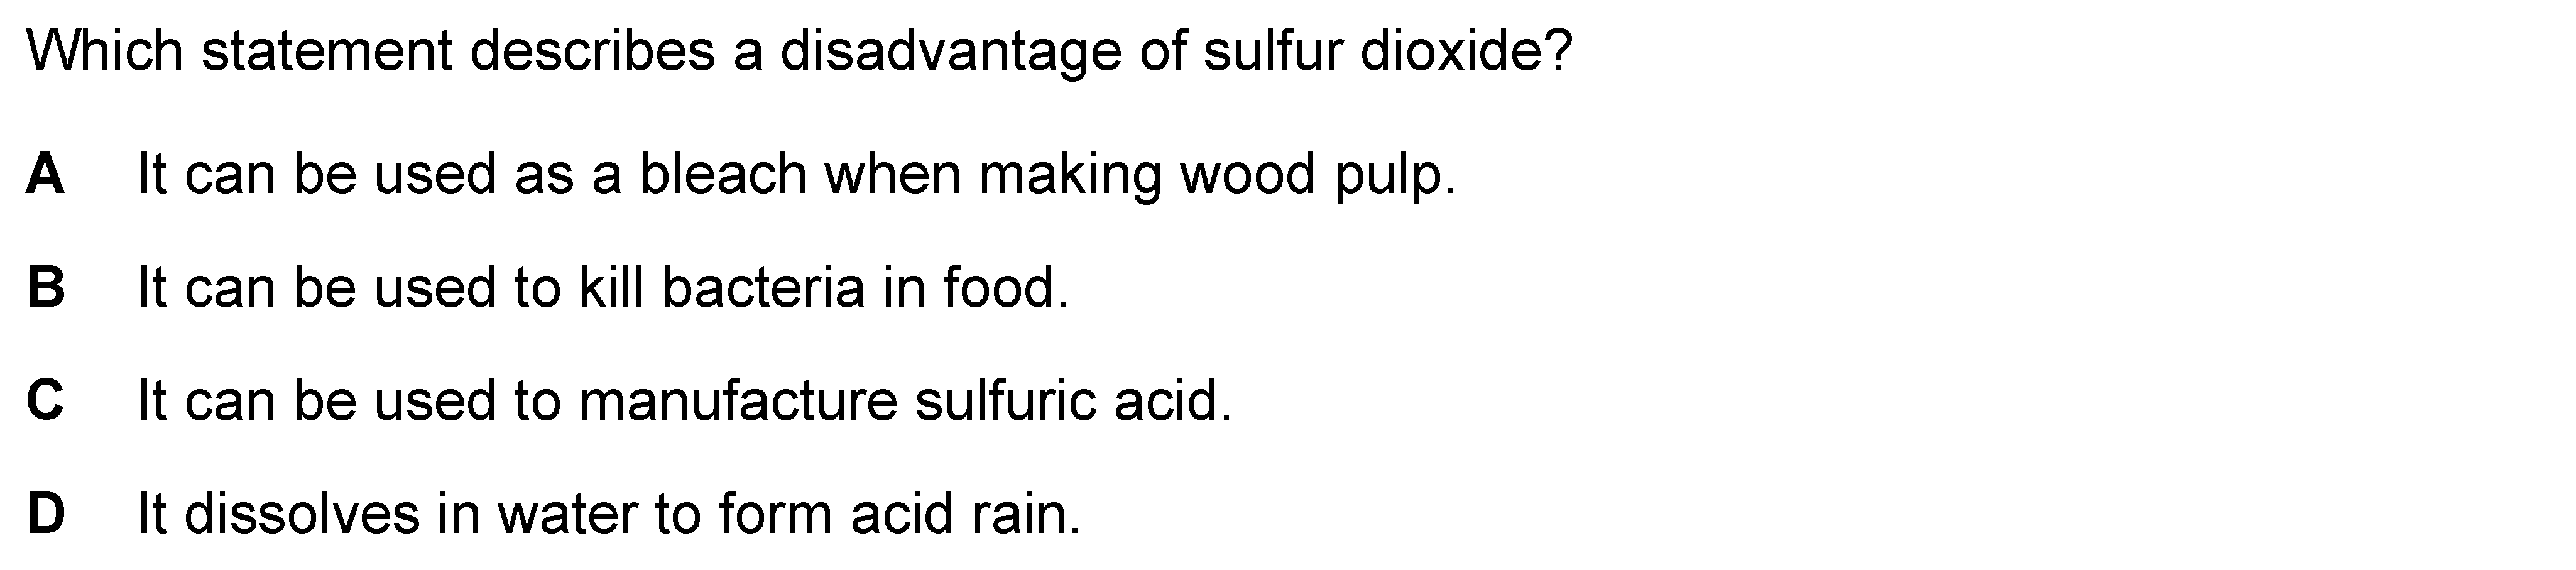 Which statement describes a disadvantage of sulfur dioxide?
A It can be used as a bleach when making wood pulp.
B It can be used to kill bacteria in food.
C It can be used to manufacture sulfuric acid.
D It dissolves in water to form acid rain.